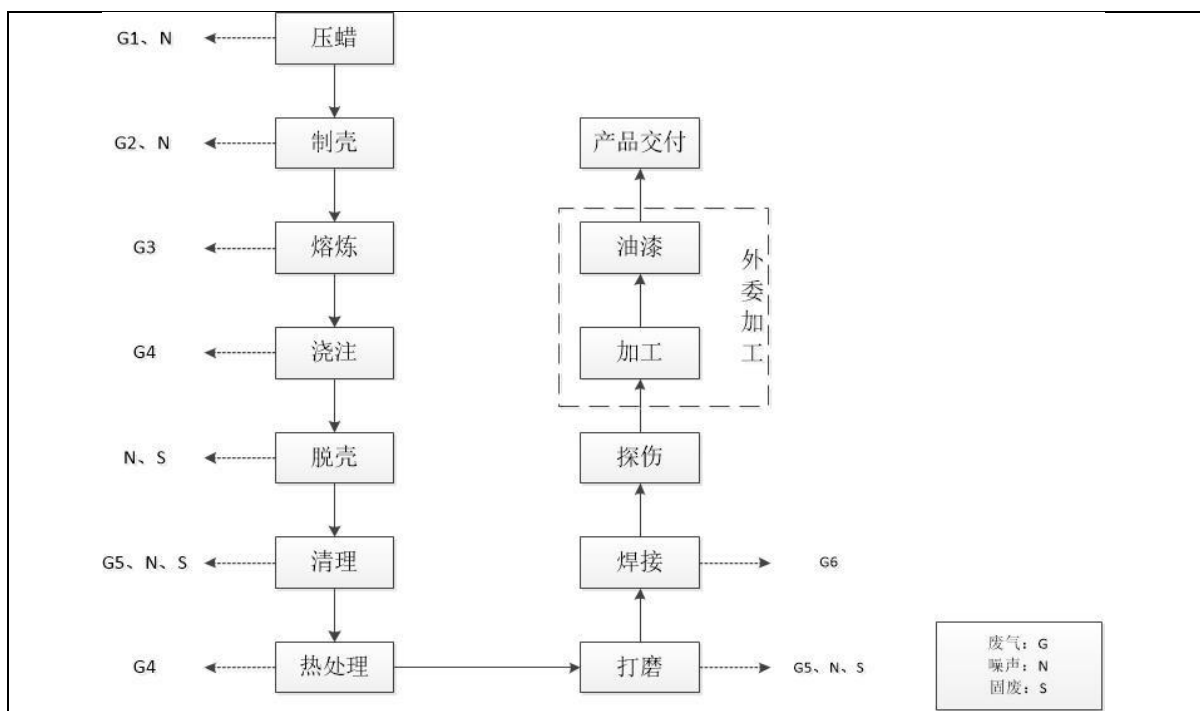 G1、N
压蜡
G2、N
制壳
产品交付
G3
熔炼
油漆
外委加工
G4
浇注
加工
N、S
脱壳
探伤
G5、N、S
清理
焊接
G6
G4
热处理
打磨
G5、N、S
废气：G
噪声：N
固废：S